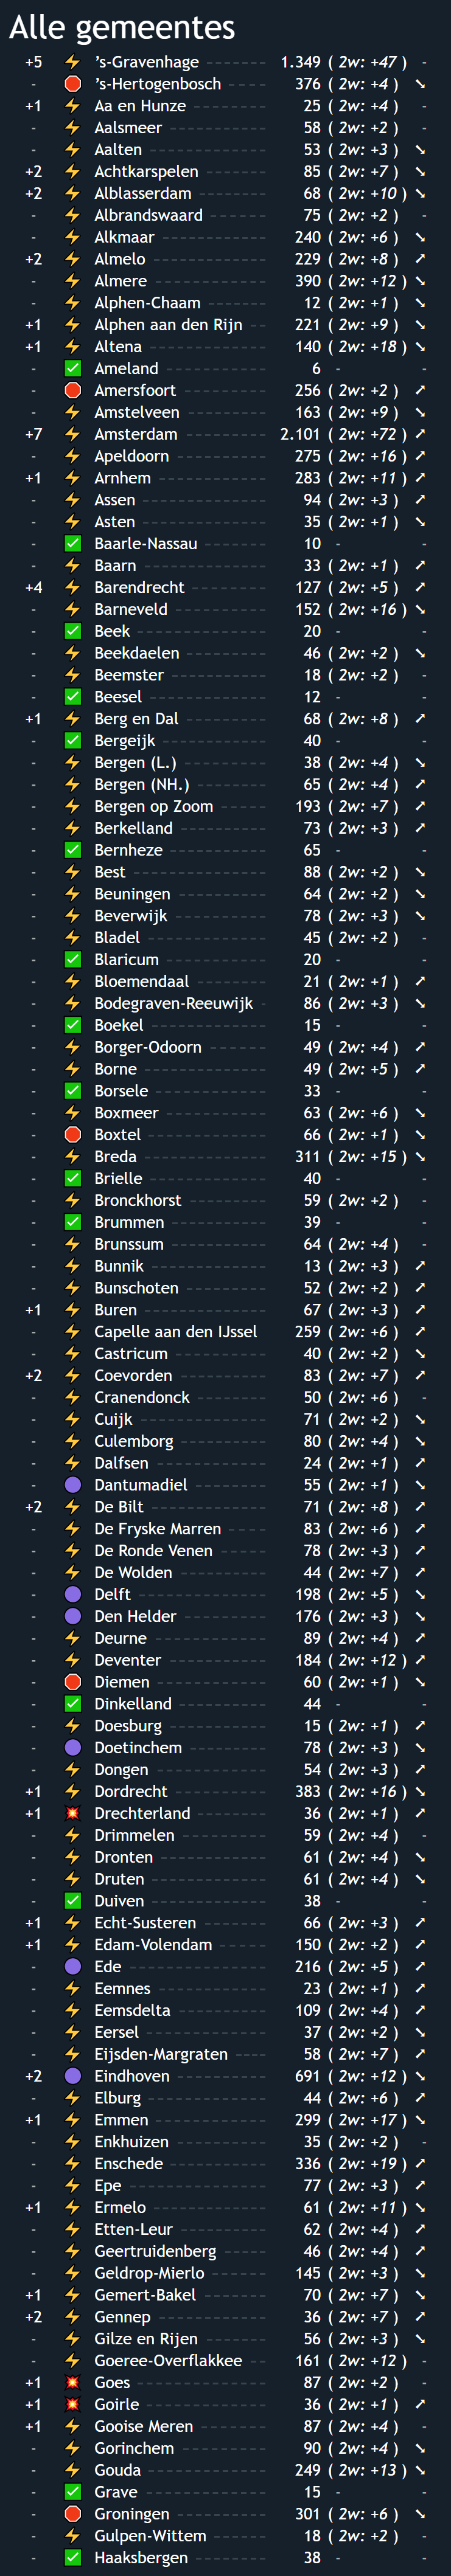 Alle gemeentes
+5 ⚡ ’s-Gravenhage ------- 1.349 ( 2w: +47 ) -
- 🛑 ’s-Hertogenbosch ----- 376 ( 2w: +4 ) ➘
+1 ⚡ Aa en Hunze --------- 25 ( 2w: +4 ) -
- ⚡ Aalsmeer ------------ 58 ( 2w: +2 ) -
- ⚡ Aalten -------------- 53 ( 2w: +3 ) ➘
+2 ⚡ Achtkarspelen ------- 85 ( 2w: +7 ) ➘
+2 ⚡ Alblasserdam -------- 68 ( 2w: +10 ) ➘
- ⚡ Albrandswaard ------- 75 ( 2w: +2 ) -
- ⚡ Alkmaar ------------- 240 ( 2w: +6 ) ➘
+2 ⚡ Almelo -------------- 229 ( 2w: +8 ) ➚
- ⚡ Almere -------------- 390 ( 2w: +12 ) ➘
- ⚡ Alphen-Chaam -------- 12 ( 2w: +1 ) ➘
+1 ⚡ Alphen aan den Rijn -- 221 ( 2w: +9 ) ➘
+1 ⚡ Altena -------------- 140 ( 2w: +18 ) ➘
- ✅ Ameland ------------- 6 - -
- 🛑 Amersfoort ---------- 256 ( 2w: +2 ) ➚
- ⚡ Amstelveen ---------- 163 ( 2w: +9 ) ➘
+7 ⚡ Amsterdam ----------- 2.101 ( 2w: +72 ) ➚
- ⚡ Apeldoorn ----------- 275 ( 2w: +16 ) ➚
+1 ⚡ Arnhem -------------- 283 ( 2w: +11 ) ➚
- ⚡ Assen --------------- 94 ( 2w: +3 ) ➚
- ⚡ Asten --------------- 35 ( 2w: +1 ) ➘
- ✅ Baarle-Nassau ------- 10 - -
- ⚡ Baarn --------------- 33 ( 2w: +1 ) ➚
+4 ⚡ Barendrecht --------- 127 ( 2w: +5 ) ➚
- ⚡ Barneveld ----------- 152 ( 2w: +16 ) ➘
- ✅ Beek ---------------- 20 - -
- ⚡ Beekdaelen ---------- 46 ( 2w: +2 ) ➘
- ⚡ Beemster ------------ 18 ( 2w: +2 ) -
- ✅ Beesel -------------- 12 - -
+1 ⚡ Berg en Dal --------- 68 ( 2w: +8 ) ➚
- ✅ Bergeijk ------------ 40 - -
- ⚡ Bergen (L.) --------- 38 ( 2w: +4 ) ➘
- ⚡ Bergen (NH.) -------- 65 ( 2w: +4 ) ➚
- ⚡ Bergen op Zoom ------ 193 ( 2w: +7 ) ➚
- ⚡ Berkelland ---------- 73 ( 2w: +3 ) ➚
- ✅ Bernheze ------------ 65 - -
- ⚡ Best ---------------- 88 ( 2w: +2 ) ➘
- ⚡ Beuningen ----------- 64 ( 2w: +2 ) ➘
- ⚡ Beverwijk ----------- 78 ( 2w: +3 ) ➘
- ⚡ Bladel -------------- 45 ( 2w: +2 ) -
- ✅ Blaricum ------------ 20 - -
- ⚡ Bloemendaal --------- 21 ( 2w: +1 ) ➚
- ⚡ Bodegraven-Reeuwijk - 86 ( 2w: +3 ) ➘
- ✅ Boekel -------------- 15 - -
- ⚡ Borger-Odoorn ------- 49 ( 2w: +4 ) ➚
- ⚡ Borne --------------- 49 ( 2w: +5 ) ➚
- ✅ Borsele ------------- 33 - -
- ⚡ Boxmeer ------------- 63 ( 2w: +6 ) ➘
- 🛑 Boxtel -------------- 66 ( 2w: +1 ) ➘
- ⚡ Breda --------------- 311 ( 2w: +15 ) ➘
- ✅ Brielle ------------- 40 - -
- ⚡ Bronckhorst --------- 59 ( 2w: +2 ) -
- ✅ Brummen ------------- 39 - -
- ⚡ Brunssum ------------ 64 ( 2w: +4 ) -
- ⚡ Bunnik -------------- 13 ( 2w: +3 ) ➚
- ⚡ Bunschoten ---------- 52 ( 2w: +2 ) ➚
+1 ⚡ Buren --------------- 67 ( 2w: +3 ) ➚
- ⚡ Capelle aan den IJssel 259 ( 2w: +6 ) ➚
- ⚡ Castricum ----------- 40 ( 2w: +2 ) ➘
+2 ⚡ Coevorden ----------- 83 ( 2w: +7 ) ➚
- ⚡ Cranendonck --------- 50 ( 2w: +6 ) -
- ⚡ Cuijk --------------- 71 ( 2w: +2 ) ➘
- ⚡ Culemborg ----------- 80 ( 2w: +4 ) ➘
- ⚡ Dalfsen ------------- 24 ( 2w: +1 ) ➚
- 🟣 Dantumadiel --------- 55 ( 2w: +1 ) ➘
+2 ⚡ De Bilt ------------- 71 ( 2w: +8 ) ➚
- ⚡ De Fryske Marren ---- 83 ( 2w: +6 ) ➚
- ⚡ De Ronde Venen ------ 78 ( 2w: +3 ) ➚
- ⚡ De Wolden ----------- 44 ( 2w: +7 ) ➚
- 🟣 Delft --------------- 198 ( 2w: +5 ) ➘
- 🟣 Den Helder ---------- 176 ( 2w: +3 ) ➘
- ⚡ Deurne -------------- 89 ( 2w: +4 ) ➚
- ⚡ Deventer ------------ 184 ( 2w: +12 ) ➚
- 🛑 Diemen -------------- 60 ( 2w: +1 ) ➘
- ✅ Dinkelland ---------- 44 - -
- ⚡ Doesburg ------------ 15 ( 2w: +1 ) ➚
- 🟣 Doetinchem ---------- 78 ( 2w: +3 ) ➘
- ⚡ Dongen -------------- 54 ( 2w: +3 ) ➚
+1 ⚡ Dordrecht ----------- 383 ( 2w: +16 ) ➘
+1 💥 Drechterland -------- 36 ( 2w: +1 ) ➚
- ⚡ Drimmelen ----------- 59 ( 2w: +4 ) -
- ⚡ Dronten ------------- 61 ( 2w: +4 ) ➘
- ⚡ Druten -------------- 61 ( 2w: +4 ) ➘
- ✅ Duiven -------------- 38 - -
+1 ⚡ Echt-Susteren ------- 66 ( 2w: +3 ) ➚
+1 ⚡ Edam-Volendam ------- 150 ( 2w: +2 ) ➚
- 🟣 Ede ----------------- 216 ( 2w: +5 ) ➚
- ⚡ Eemnes -------------- 23 ( 2w: +1 ) ➚
- ⚡ Eemsdelta ----------- 109 ( 2w: +4 ) ➚
- ⚡ Eersel -------------- 37 ( 2w: +2 ) ➘
- ⚡ Eijsden-Margraten ---- 58 ( 2w: +7 ) ➚
+2 🟣 Eindhoven ----------- 691 ( 2w: +12 ) ➘
- ⚡ Elburg -------------- 44 ( 2w: +6 ) ➚
+1 ⚡ Emmen --------------- 299 ( 2w: +17 ) ➘
- ⚡ Enkhuizen ----------- 35 ( 2w: +2 ) -
- ⚡ Enschede ------------ 336 ( 2w: +19 ) ➚
- ⚡ Epe ----------------- 77 ( 2w: +3 ) ➚
+1 ⚡ Ermelo -------------- 61 ( 2w: +11 ) ➘
- ⚡ Etten-Leur ---------- 62 ( 2w: +4 ) ➚
- ⚡ Geertruidenberg ----- 46 ( 2w: +4 ) ➚
- ⚡ Geldrop-Mierlo ------ 145 ( 2w: +3 ) ➘
+1 ⚡ Gemert-Bakel -------- 70 ( 2w: +7 ) ➘
+2 ⚡ Gennep -------------- 36 ( 2w: +7 ) ➚
- ⚡ Gilze en Rijen ------ 56 ( 2w: +3 ) ➘
- ⚡ Goeree-Overflakkee -- 161 ( 2w: +12 ) -
+1 💥 Goes ---------------- 87 ( 2w: +2 ) -
+1 💥 Goirle -------------- 36 ( 2w: +1 ) ➚
+1 ⚡ Gooise Meren -------- 87 ( 2w: +4 ) -
- ⚡ Gorinchem ----------- 90 ( 2w: +4 ) ➘
- ⚡ Gouda --------------- 249 ( 2w: +13 ) ➘
- ✅ Grave --------------- 15 - -
- 🛑 Groningen ----------- 301 ( 2w: +6 ) ➘
- ⚡ Gulpen-Wittem ------- 18 ( 2w: +2 ) -
- ✅ Haaksbergen --------- 38 - -